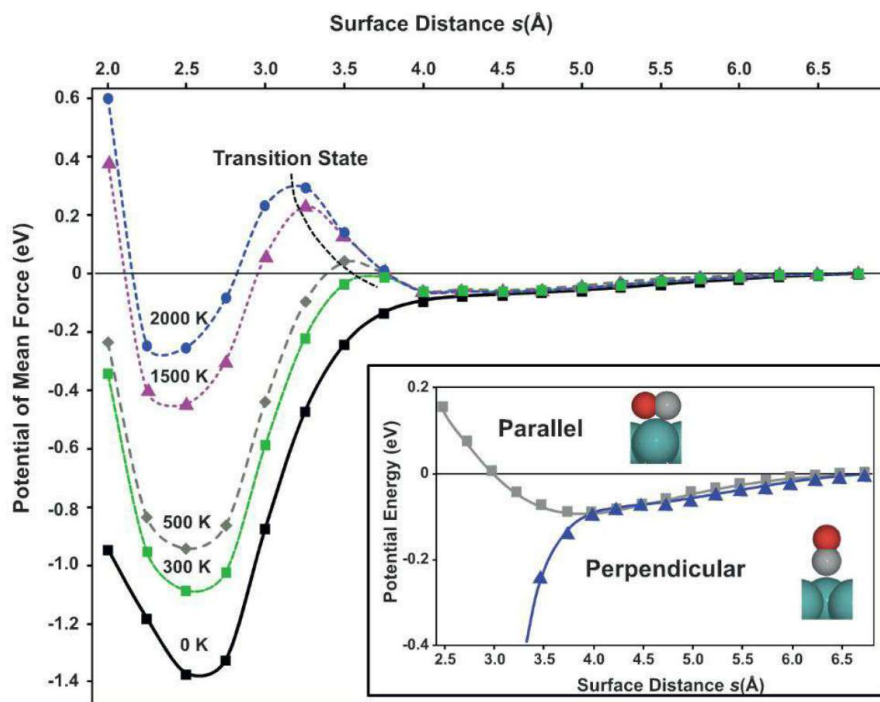 Surface Distance s(Å)
2.0 2.5 3.0 3.5 4.0 4.5 5.0 5.5 6.0 6.5
Potential of Mean Force (eV)
0.6
0.4
0.2
0
-0.2
-0.4
-0.6
-0.8
-1.0
-1.2
-1.4
Transition State
2000 K
1500 K
500 K
300 K
0 K
Potential Energy (eV)
0.2
0
-0.2
-0.4
Parallel
Perpendicular
2.5 3.0 3.5 4.0 4.5 5.0 5.5 6.0 6.5
Surface Distance s(Å)